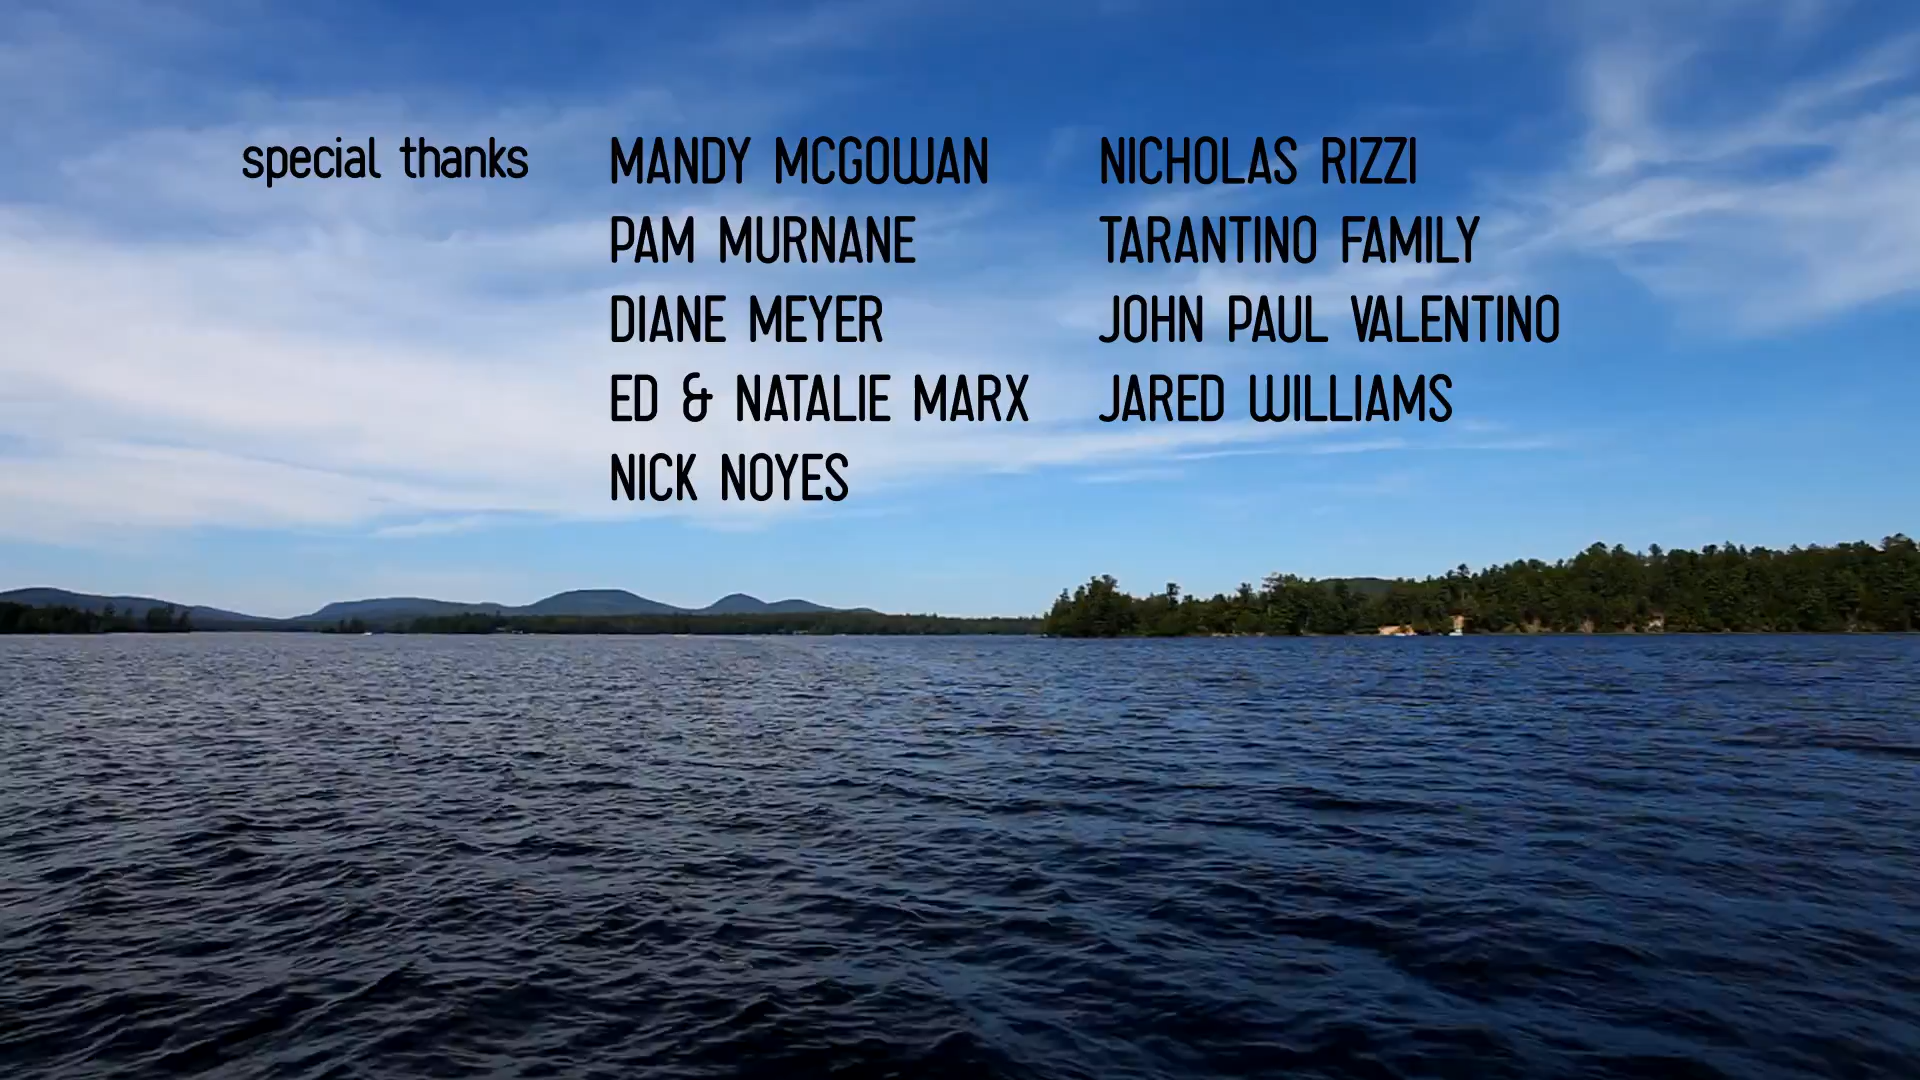 special thanks
MANDY MCGOWAN
PAM MURNANE
DIANE MEYER
ED & NATALIE MARX
NICK NOYES
NICHOLAS RIZZI
TARANTINO FAMILY
JOHN PAUL VALENTINO
JARED WILLIAMS